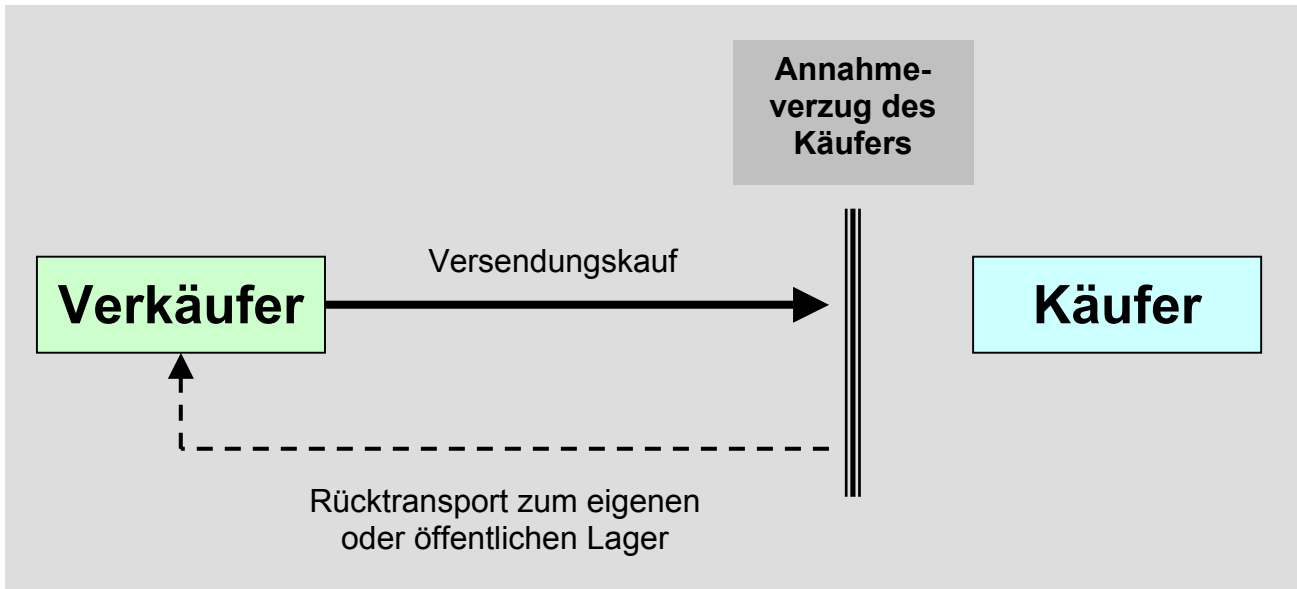 Annahme-
verzug des
Käufers
Versendungskauf
Verkäufer
Käufer
Rücktransport zum eigenen
oder öffentlichen Lager